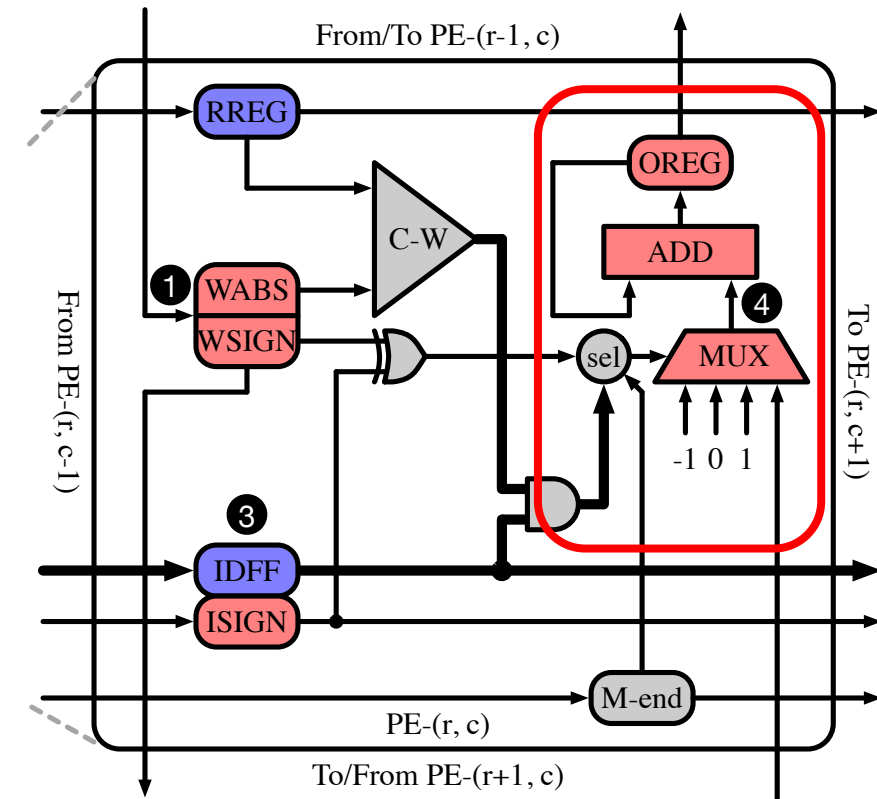 From/To PE-(r-1, c)
RREG
OREG
C-W
ADD
1
WABS
WSIGN
4
sel
MUX
-1 0 1
From PE-(r, c-1)
To PE-(r, c+1)
3
IDFF
ISIGN
M-end
PE-(r, c)
To/From PE-(r+1, c)